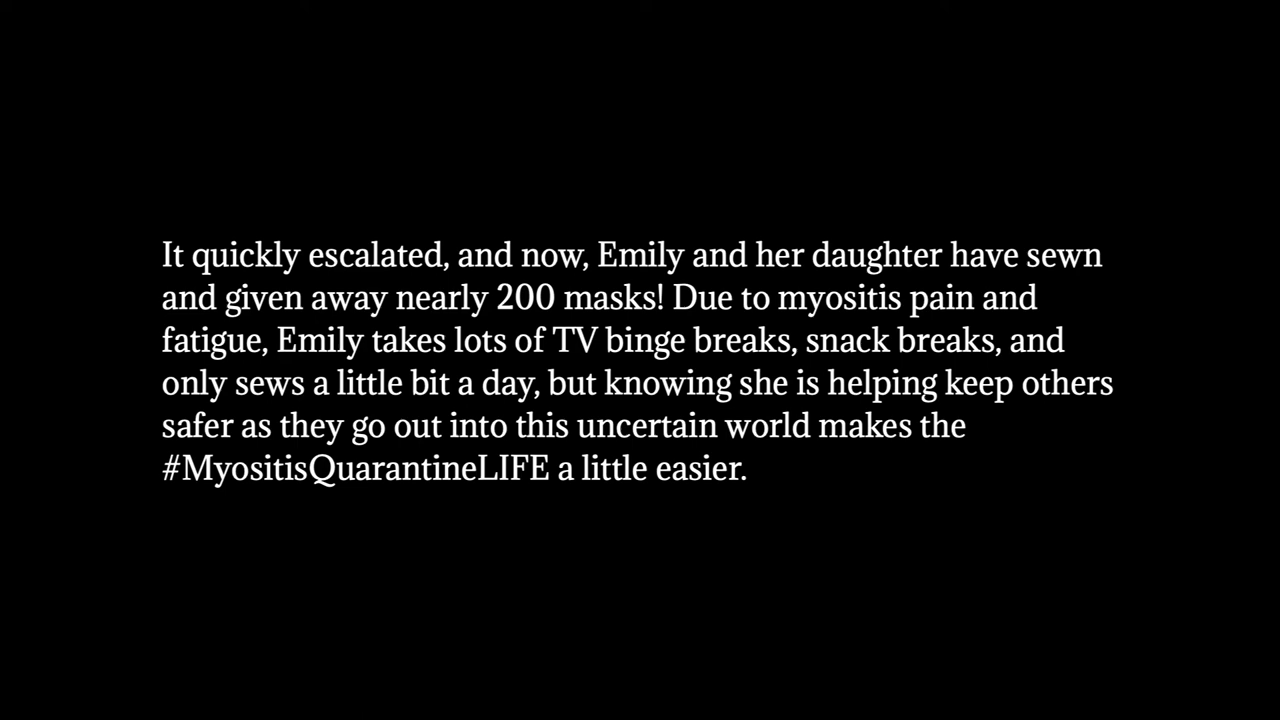 It quickly escalated, and now, Emily and her daughter have sewn
and given away nearly 200 masks! Due to myositis pain and
fatigue, Emily takes lots of TV binge breaks, snack breaks, and
only sews a little bit a day, but knowing she is helping keep others
safer as they go out into this uncertain world makes the
#MyositisQuarantineLIFE a little easier.